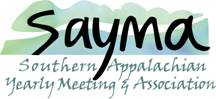 sayma
Southern Appalachian
Yearly Meeting & Association